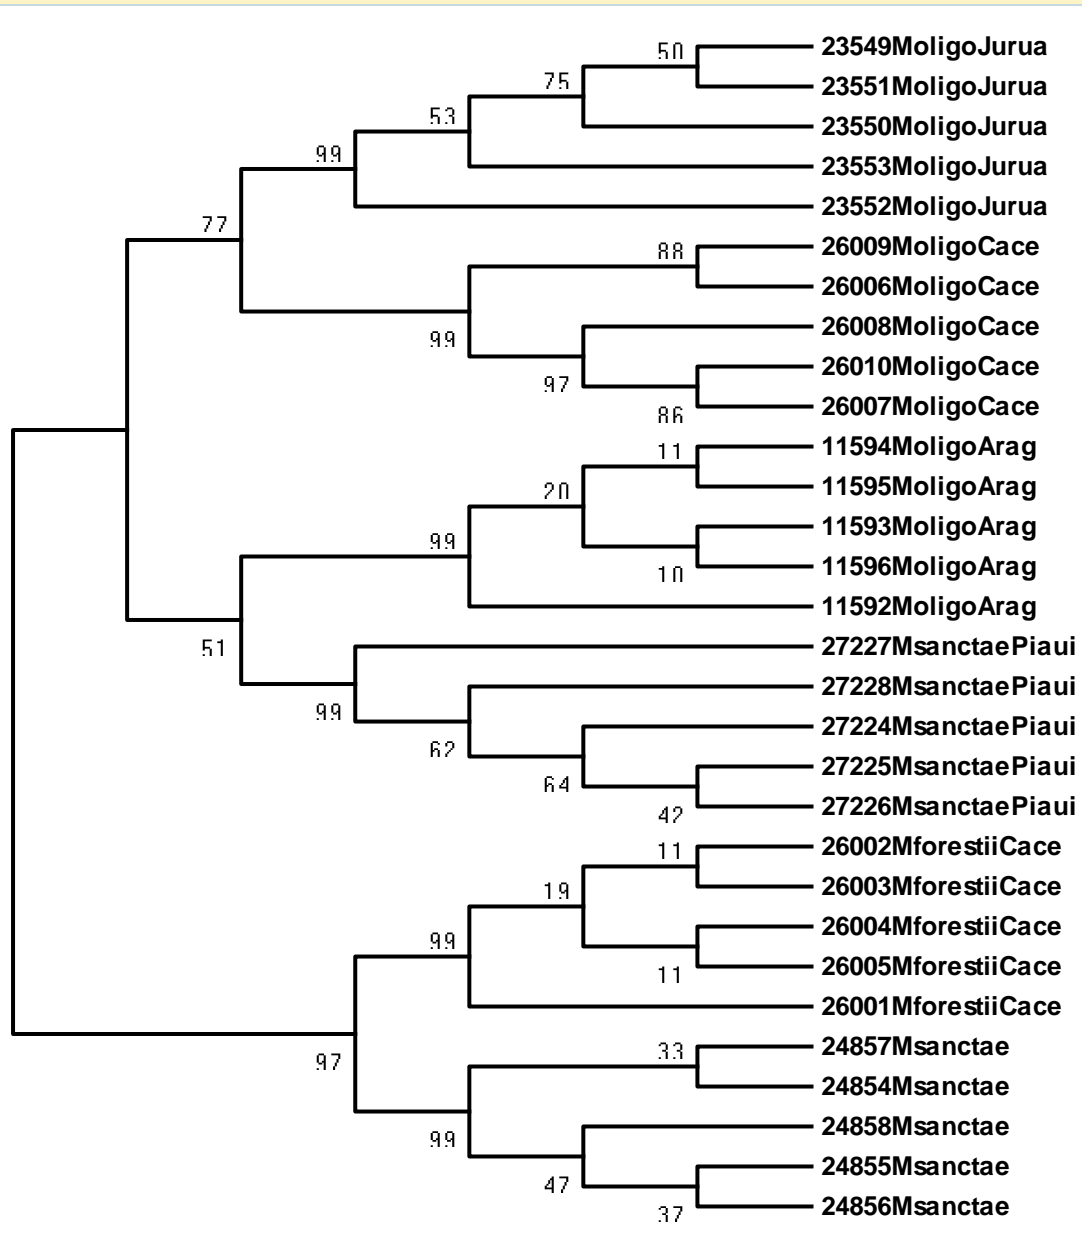 50
23549MoligoJurua
75
23551MoligoJurua
53
23550MoligoJurua
99
23553MoligoJurua
23552MoligoJurua
77
88
26009MoligoCace
26006MoligoCace
99
26008MoligoCace
97
26010MoligoCace
86
26007MoligoCace
11
11594MoligoArag
20
11595MoligoArag
99
11593MoligoArag
10
11596MoligoArag
11592MoligoArag
51
27227MsanctaePiaui
99
27228MsanctaePiaui
62
27224MsanctaePiaui
64
27225MsanctaePiaui
42
27226MsanctaePiaui
11
26002MforestiiCace
19
26003MforestiiCace
99
26004MforestiiCace
11
26005MforestiiCace
26001MforestiiCace
97
33
24857Msanctae
24854Msanctae
99
24858Msanctae
47
24855Msanctae
37
24856Msanctae